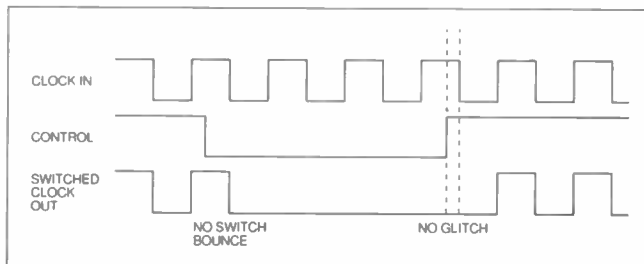 CLOCK IN
CONTROL
SWITCHED
CLOCK
OUT
NO SWITCH
BOUNCE
NO GLITCH